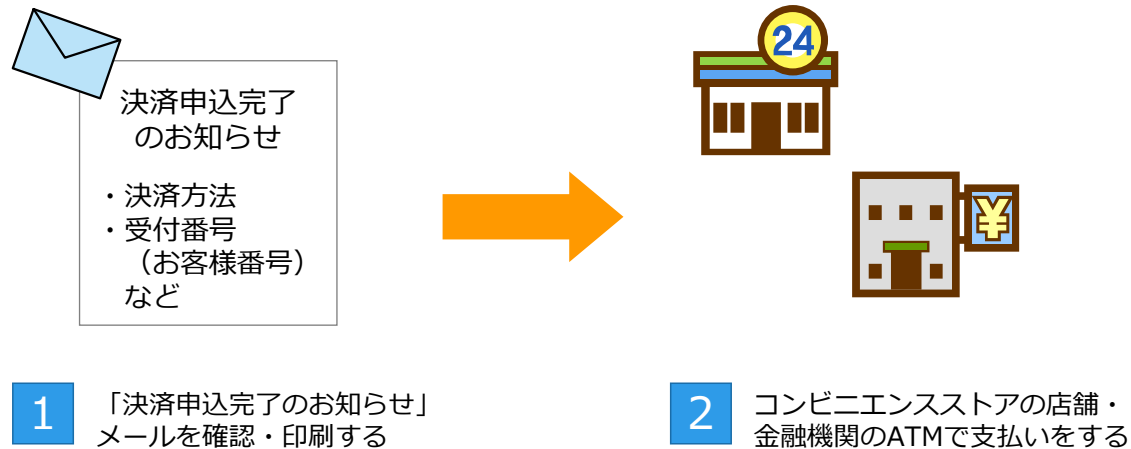 決済申込完了
のお知らせ
・決済方法
・受付番号
（お客様番号）
など
24
¥
1
「決済申込完了のお知らせ」
メールを確認・印刷する
2
コンビニエンスストアの店舗・
金融機関のATMで支払いをする